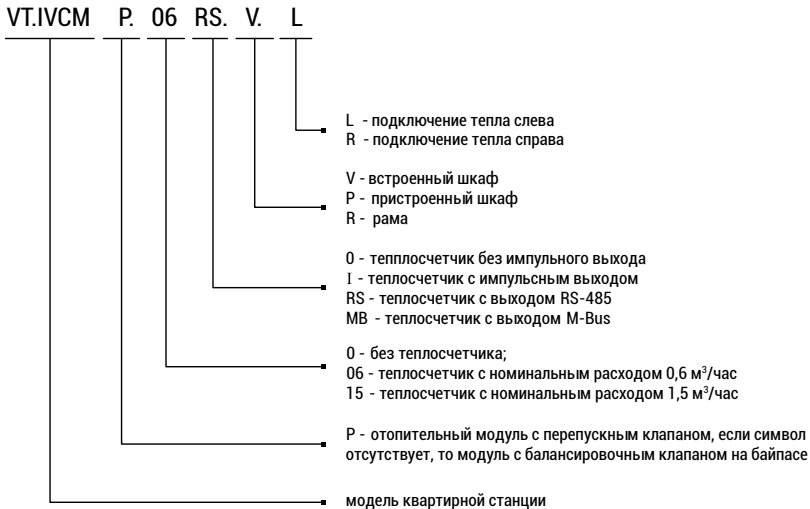 VT.IVCM P. 06 RS. V. L
L - подключение тепла слева
R - подключение тепла справа
V - встроенный шкаф
P - пристроенный шкаф
R - рама
0 - тепплосчетчик без импульного выхода
I - теплосчетчик с импульсным выходом
RS - теплосчетчик с выходом RS-485
MB - теплосчетчик с выходом M-Bus
0 - без теплосчетчика;
06 - теплосчетчик с номинальным расходом 0,6 м³/час
15 - теплосчетчик с номинальным расходом 1,5 м³/час
P - отопительный модуль с перепускным клапаном, если символ
отсутствует, то модуль с балансировочным клапаном на байпасе
модель квартирной станции